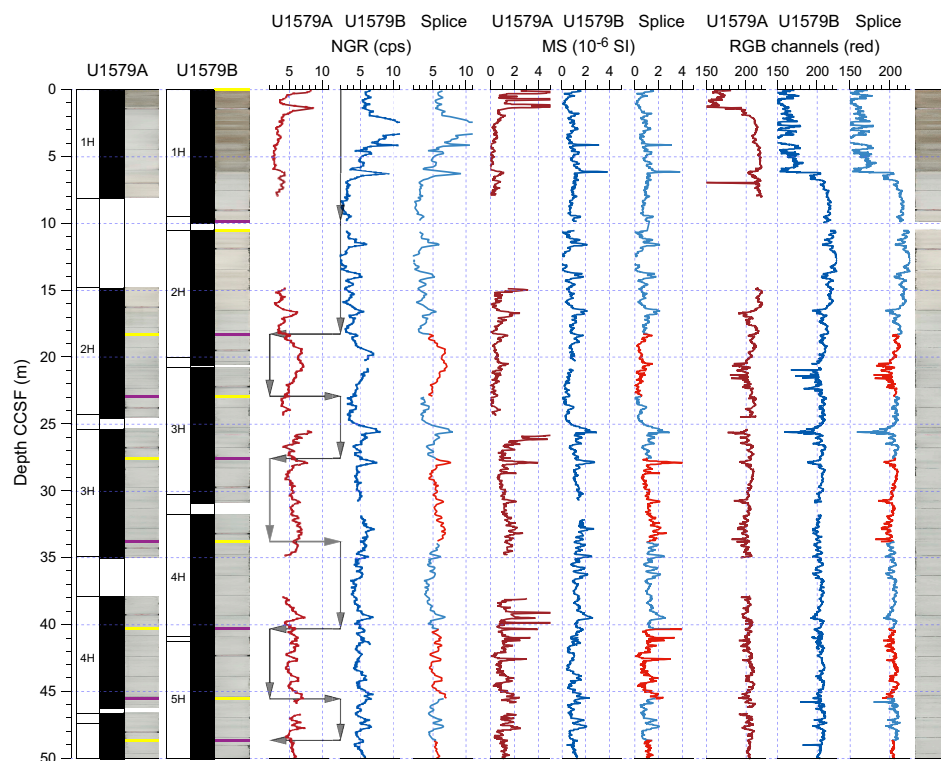 U1579A U1579B Splice U1579A U1579B Splice U1579A U1579B Splice
NGR (cps) MS (10⁻⁶ SI) RGB channels (red)
U1579A U1579B
5 10 5 10 5 10 0 2 4 0 2 4 0 2 4 150 200 150 200 150 200
0
1H
1H
5
10
2H
15
2H
20
25
3H
3H
30
35
4H
40
4H
45
5H
50
Depth CCSF (m)